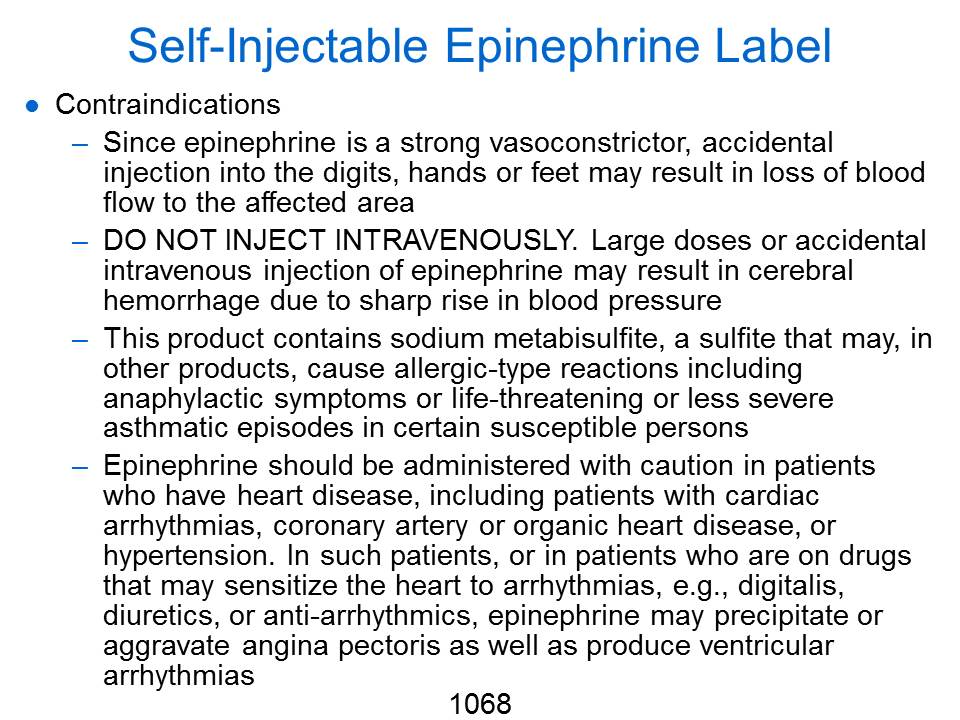 Self-Injectable Epinephrine Label
● Contraindications
– Since epinephrine is a strong vasoconstrictor, accidental
injection into the digits, hands or feet may result in loss of blood
flow to the affected area
– DO NOT INJECT INTRAVENOUSLY. Large doses or accidental
intravenous injection of epinephrine may result in cerebral
hemorrhage due to sharp rise in blood pressure
– This product contains sodium metabisulfite, a sulfite that may, in
other products, cause allergic-type reactions including
anaphylactic symptoms or life-threatening or less severe
asthmatic episodes in certain susceptible persons
– Epinephrine should be administered with caution in patients
who have heart disease, including patients with cardiac
arrhythmias, coronary artery or organic heart disease, or
hypertension. In such patients, or in patients who are on drugs
that may sensitize the heart to arrhythmias, e.g., digitalis,
diuretics, or anti-arrhythmics, epinephrine may precipitate or
aggravate angina pectoris as well as produce ventricular
arrhythmias
1068